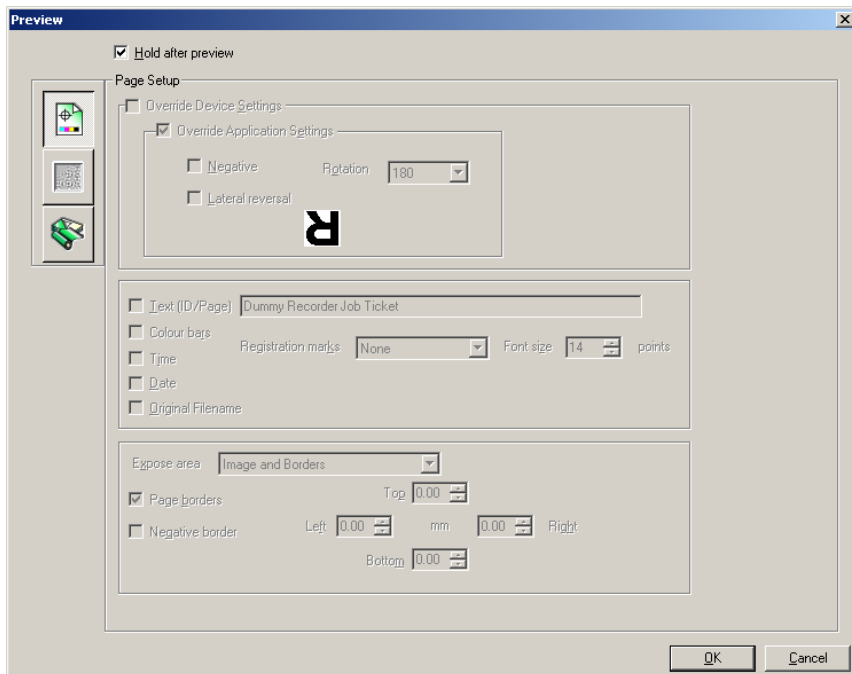 Preview
Hold after preview
Page Setup
Override Device Settings
Override Application Settings
Negative Rotation 180
Lateral reversal
R
Text (ID/Page) Dummy Recorder Job Ticket
Colour bars
Registration marks None Font size 14 points
Time
Date
Original Filename
Expose area Image and Borders
Top 0.00
Page borders
Left 0.00 mm 0.00 Right
Negative border
Bottom 0.00
OK Cancel